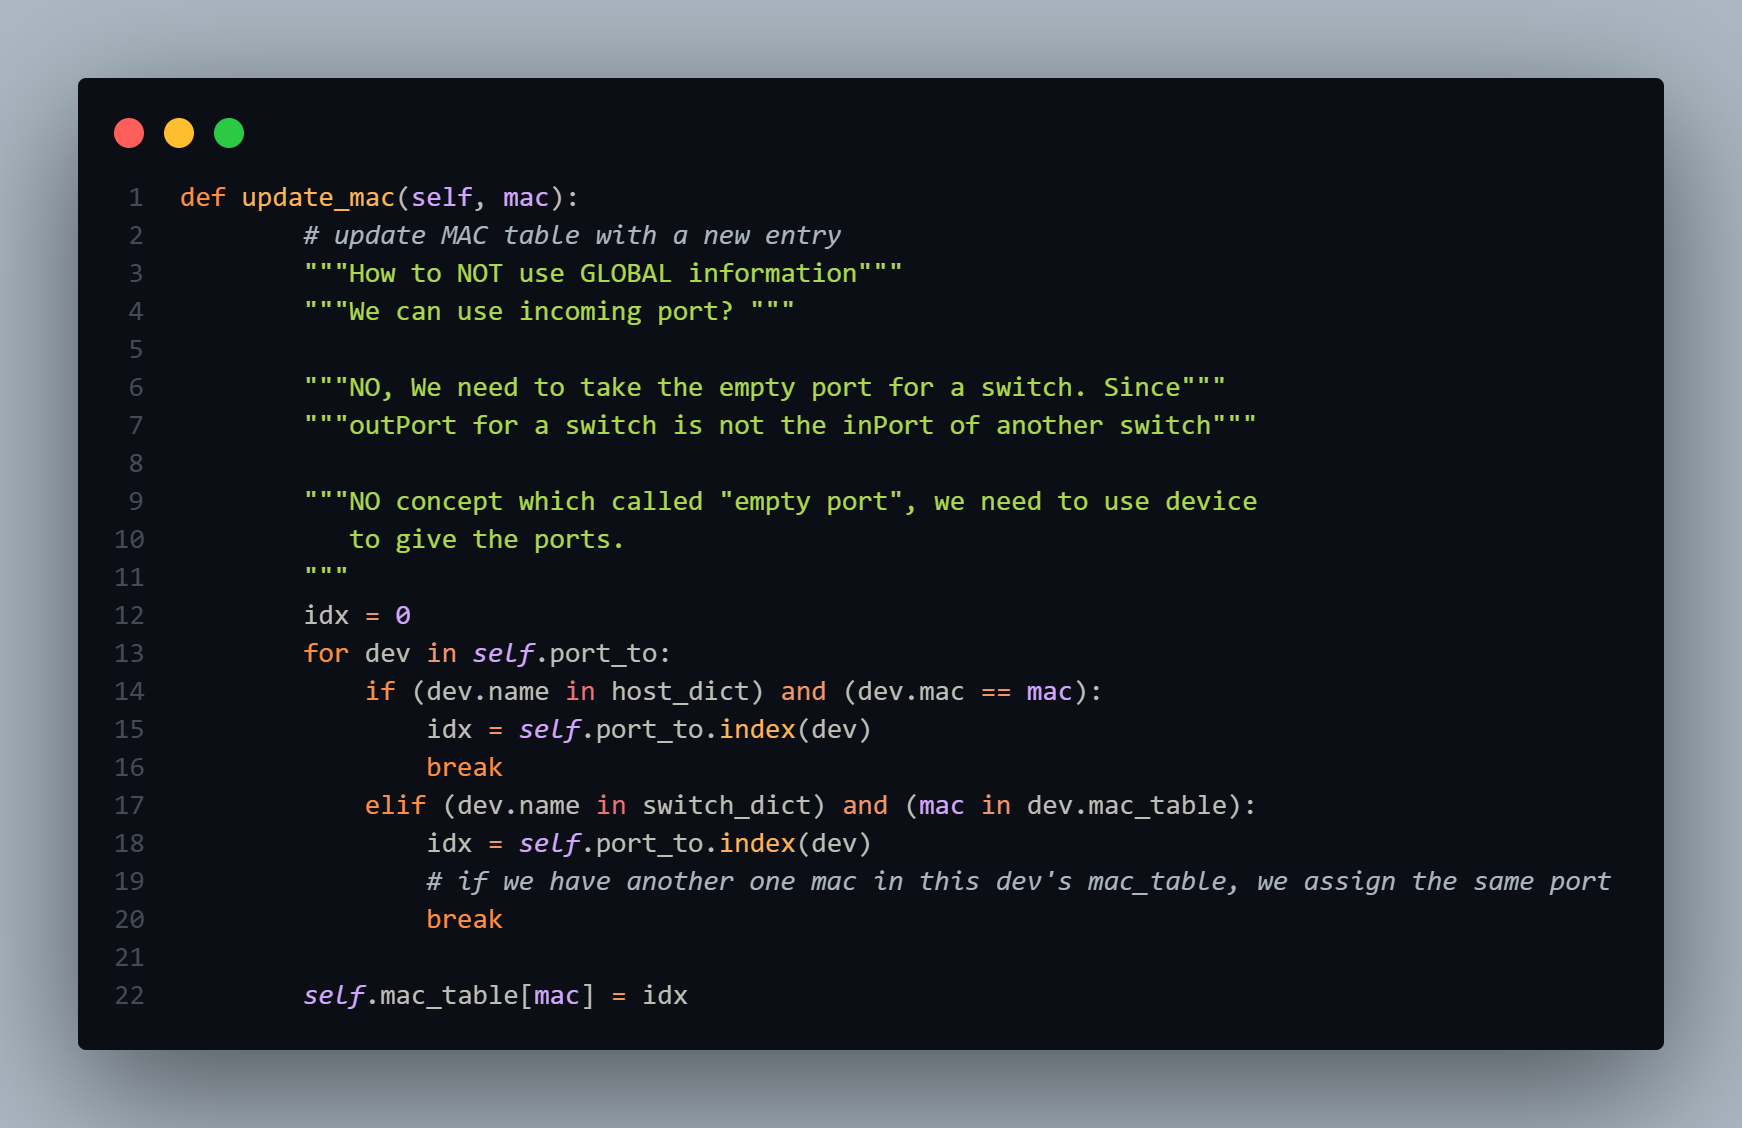 1 def update_mac(self, mac):
2         # update MAC table with a new entry
3         """How to NOT use GLOBAL information"""
4         """We can use incoming port? """
5
6         """NO, We need to take the empty port for a switch. Since"""
7         """outPort for a switch is not the inPort of another switch"""
8
9         """NO concept which called "empty port", we need to use device
10            to give the ports.
11         """
12         idx = 0
13         for dev in self.port_to:
14             if (dev.name in host_dict) and (dev.mac == mac):
15                 idx = self.port_to.index(dev)
16                 break
17             elif (dev.name in switch_dict) and (mac in dev.mac_table):
18                 idx = self.port_to.index(dev)
19                 # if we have another one mac in this dev's mac_table, we assign the same port
20                 break
21
22         self.mac_table[mac] = idx